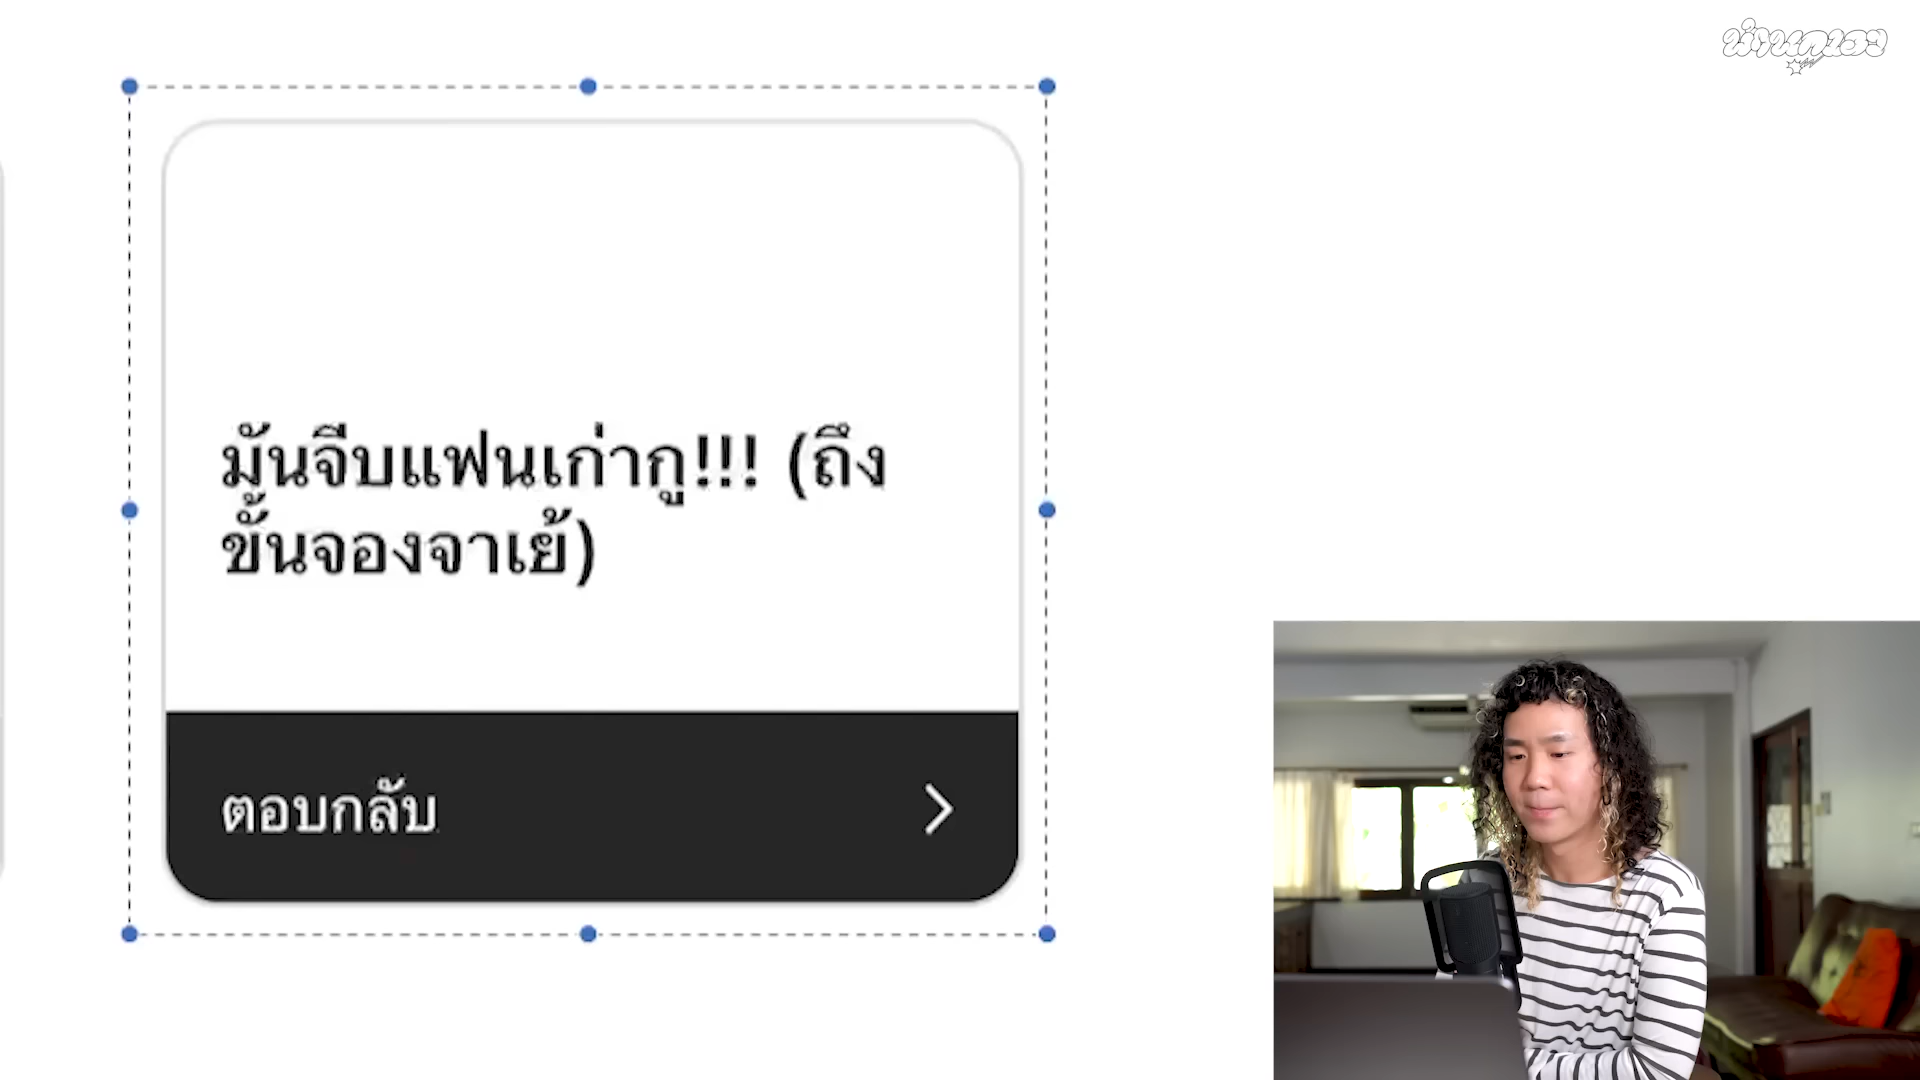 มันจีบแฟนเก่ากู!!! (ถึง
ขั้นจองจาเย้)
ตอบกลับ